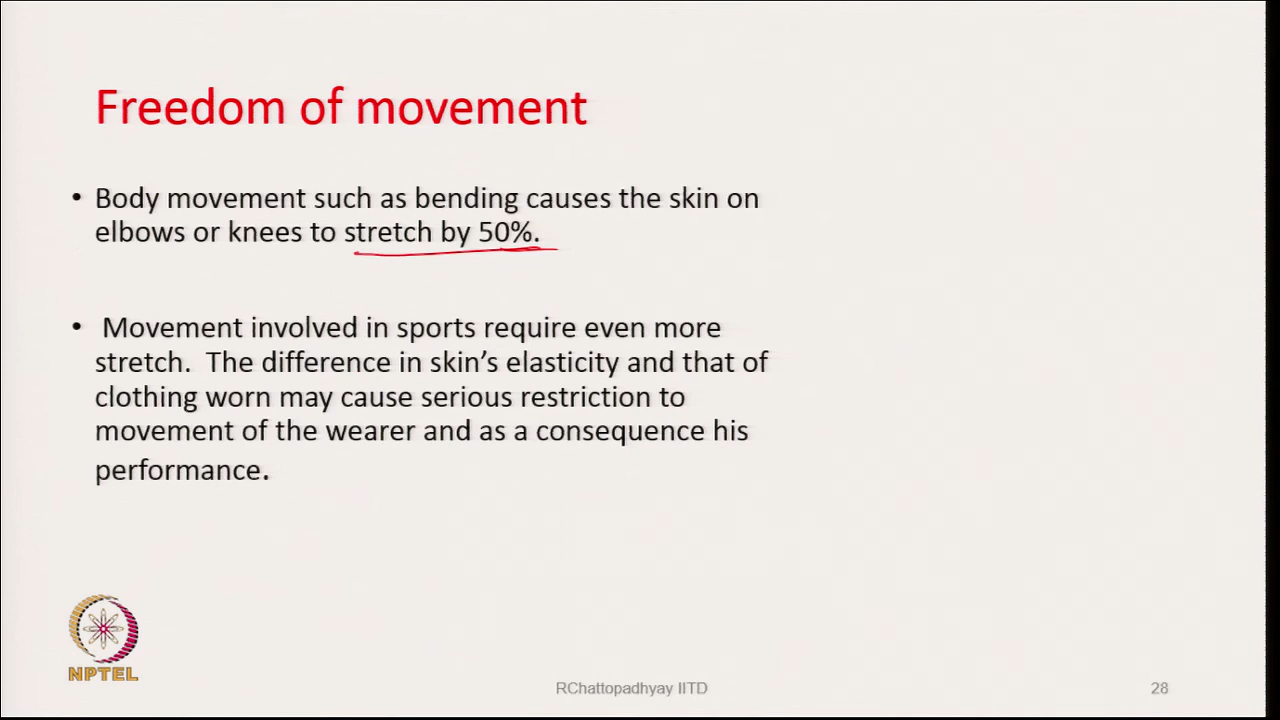 Freedom of movement
• Body movement such as bending causes the skin on
elbows or knees to stretch by 50%.
• Movement involved in sports require even more
stretch. The difference in skin's elasticity and that of
clothing worn may cause serious restriction to
movement of the wearer and as a consequence his
performance.
NPTEL
RChattopadhyay IITD
28